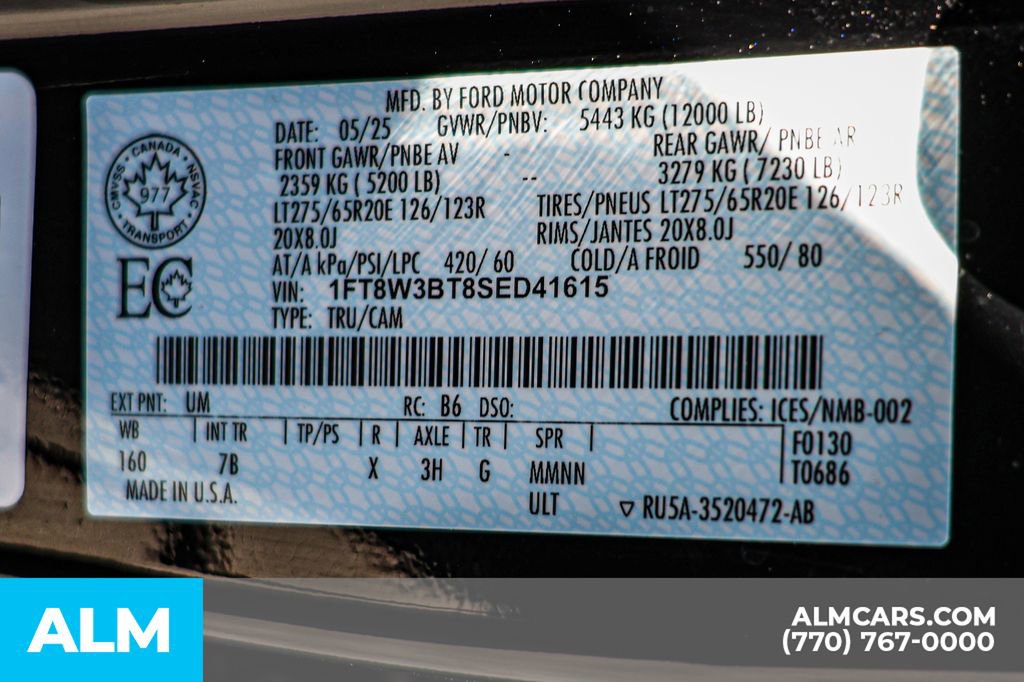 MFD. BY FORD MOTOR COMPANY
DATE: 05/25 GVWR/PNBV: 5443 KG (12000 LB)
FRONT GAWR/PNBE AV - REAR GAWR/ PNBE AR
2359 KG ( 5200 LB) -- 3279 KG ( 7230 LB)
LT275/65R20E 126/123R TIRES/PNEUS LT275/65R20E 126/123R
20X8.0J RIMS/JANTES 20X8.0J
AT/A kPa/PSI/LPC 420/ 60 COLD/A FROID 550/ 80
VIN: 1FT8W3BT8SED41615
TYPE: TRU/CAM
CANADA
CMVSS NSVAC
977
TRANSPORT
EC
EXT PNT: UM RC: B6 DSO: COMPLIES: ICES/NMB-002
WB | INT TR | TP/PS | R | AXLE | TR | SPR | F0130
160 7B X 3H G MMNN T0686
MADE IN U.S.A. ULT ▽ RU5A-3520472-AB
ALM
ALMCARS.COM
(770) 767-0000